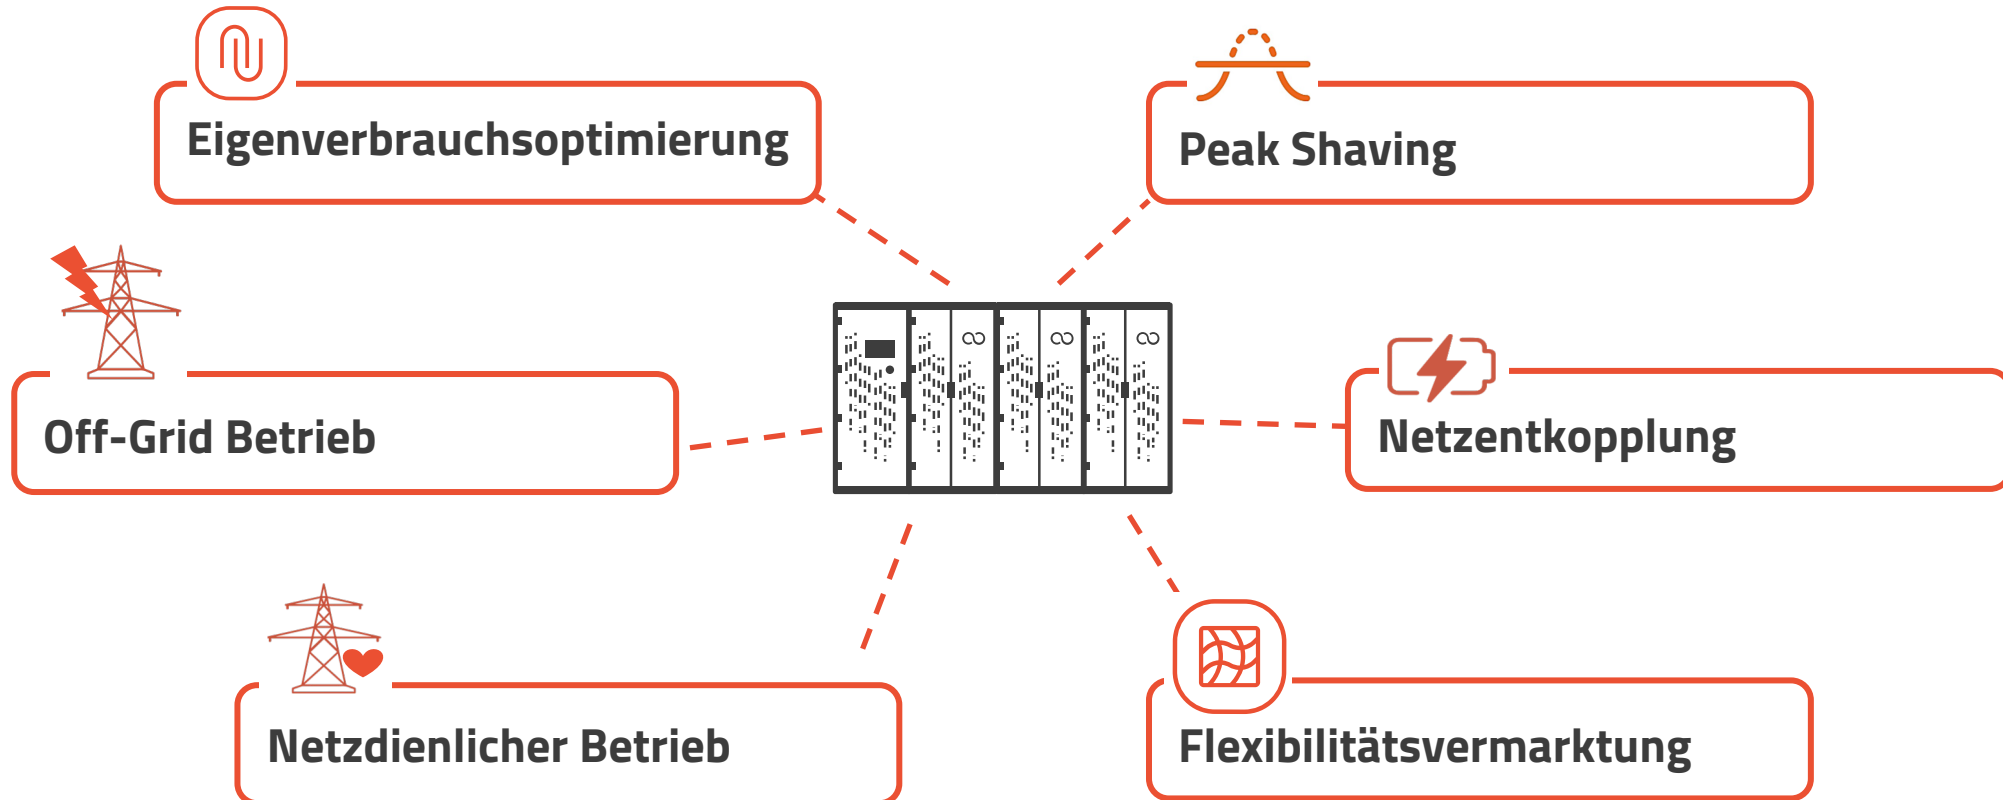 Eigenverbrauchsoptimierung
Peak Shaving
Off-Grid Betrieb
Netzentkopplung
Netzdienlicher Betrieb
Flexibilitätsvermarktung